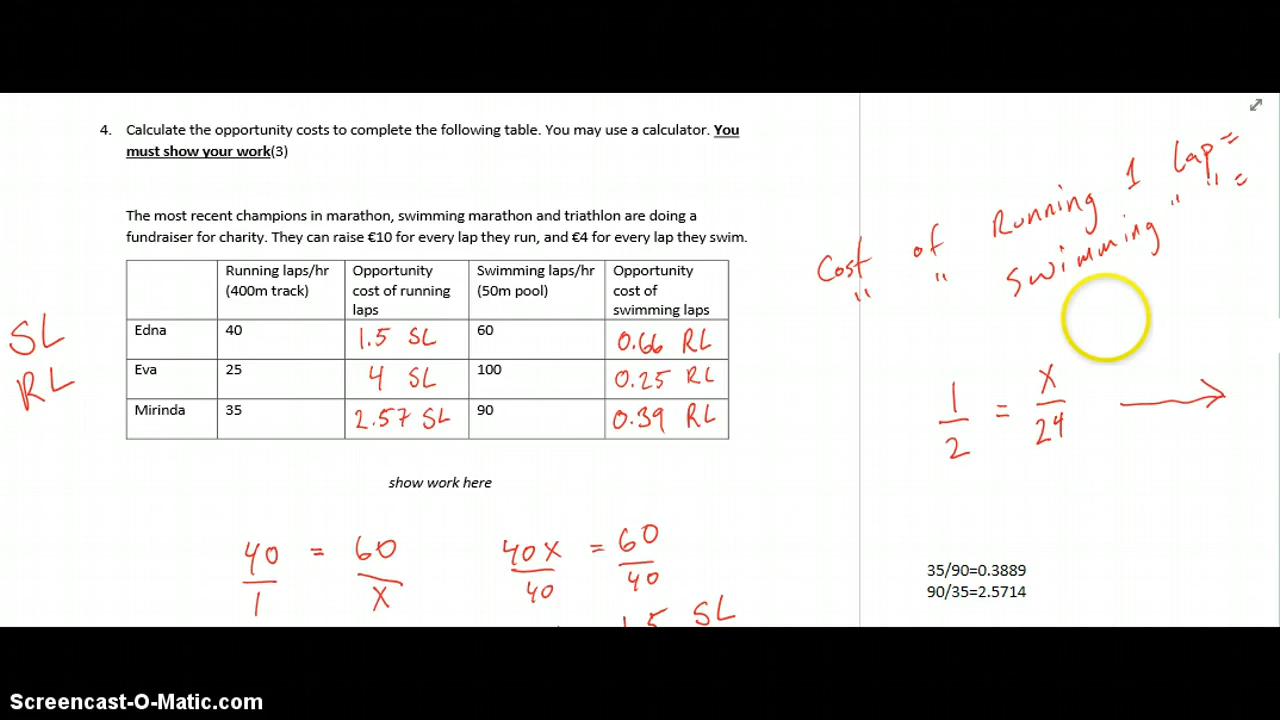 4. Calculate the opportunity costs to complete the following table. You may use a calculator. You
must show your work(3)
The most recent champions in marathon, swimming marathon and triathlon are doing a
fundraiser for charity. They can raise €10 for every lap they run, and €4 for every lap they swim.
Running laps/hr (400m track) Opportunity cost of running laps Swimming laps/hr (50m pool) Opportunity cost of swimming laps
Edna 40 1.5 SL 60 0.66 RL
Eva 25 4 SL 100 0.25 RL
Mirinda 35 2.57 SL 90 0.39 RL
SL
RL
show work here
40/1 = 60/x
40x/40 = 60/40
1.5 SL
Cost of Running 1 Lap =
" " Swimming " " =
1/2 = x/24 →
35/90=0.3889
90/35=2.5714
Screencast-O-Matic.com